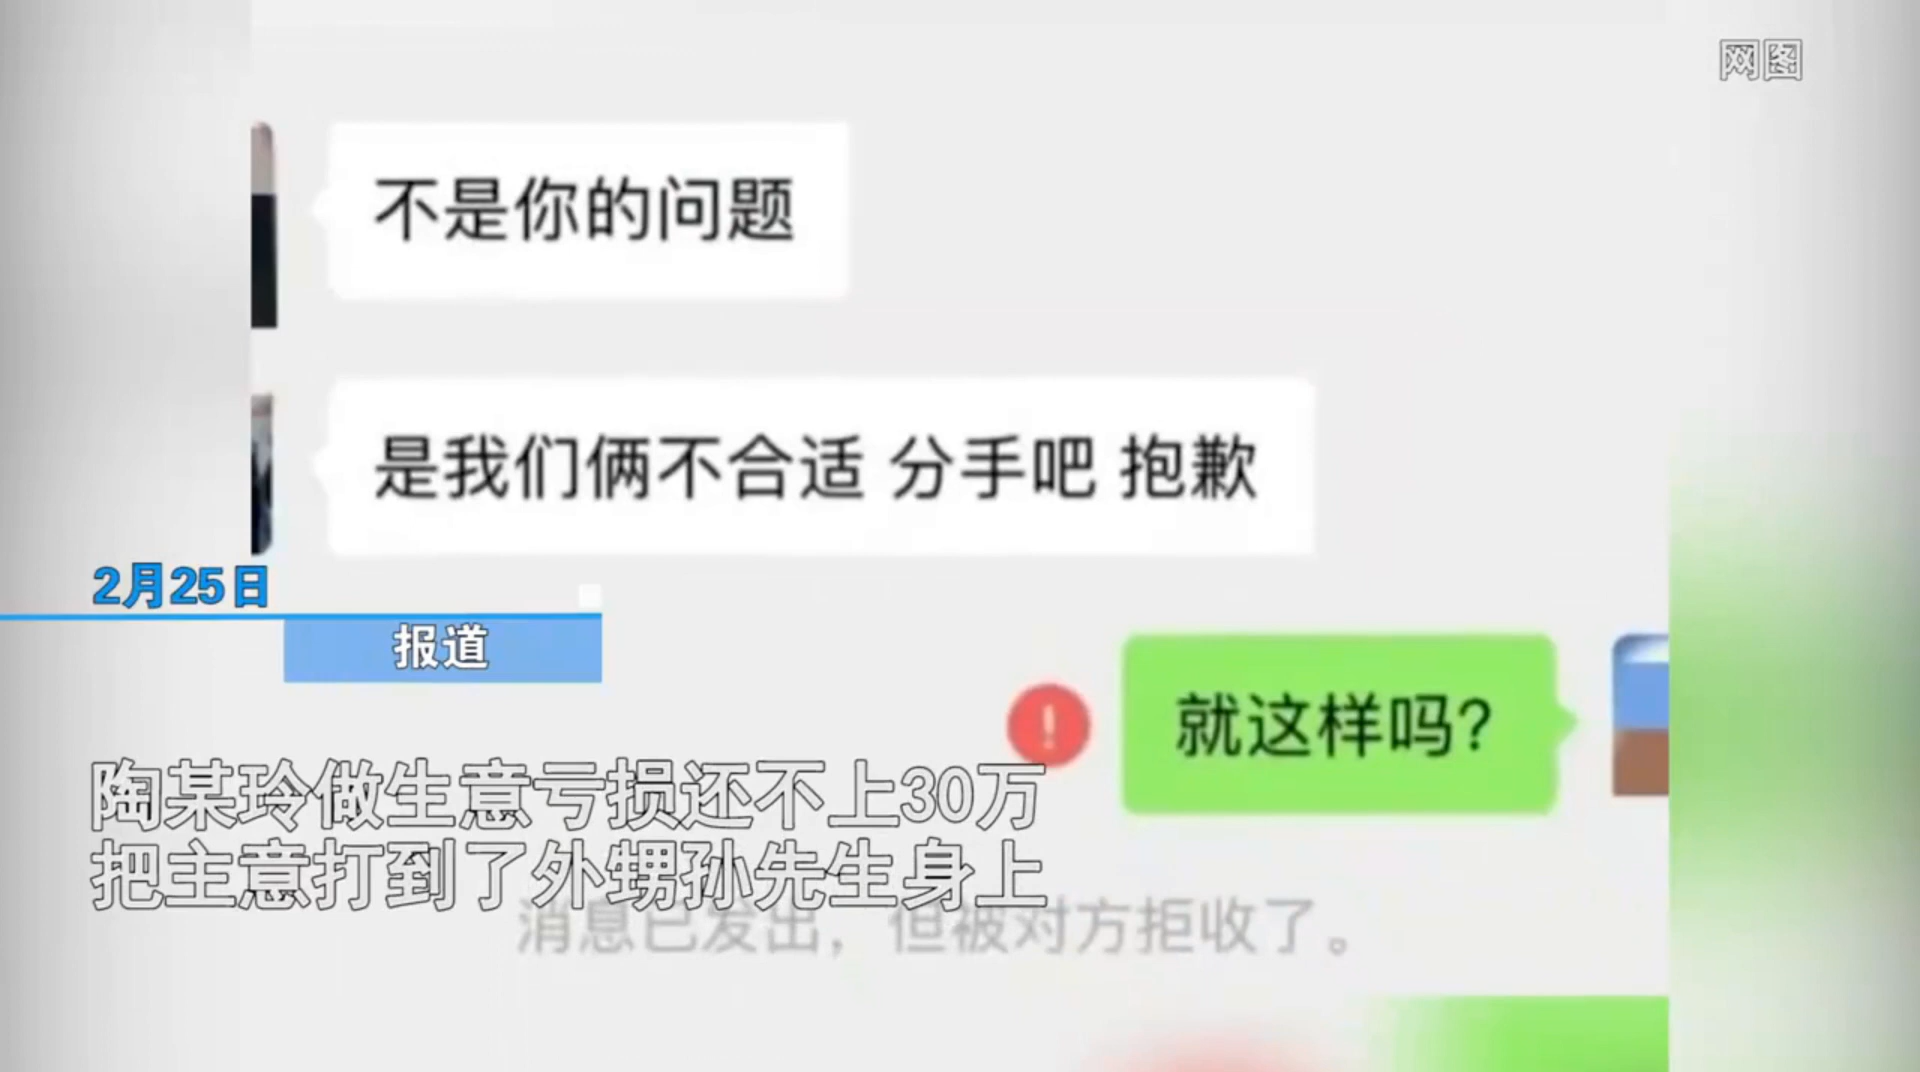 网图
不是你的问题
是我们俩不合适 分手吧 抱歉
2月25日
报道
就这样吗?
陶某玲做生意亏损还不上30万
把主意打到了外甥孙先生身上
消息已发出，但被对方拒收了。